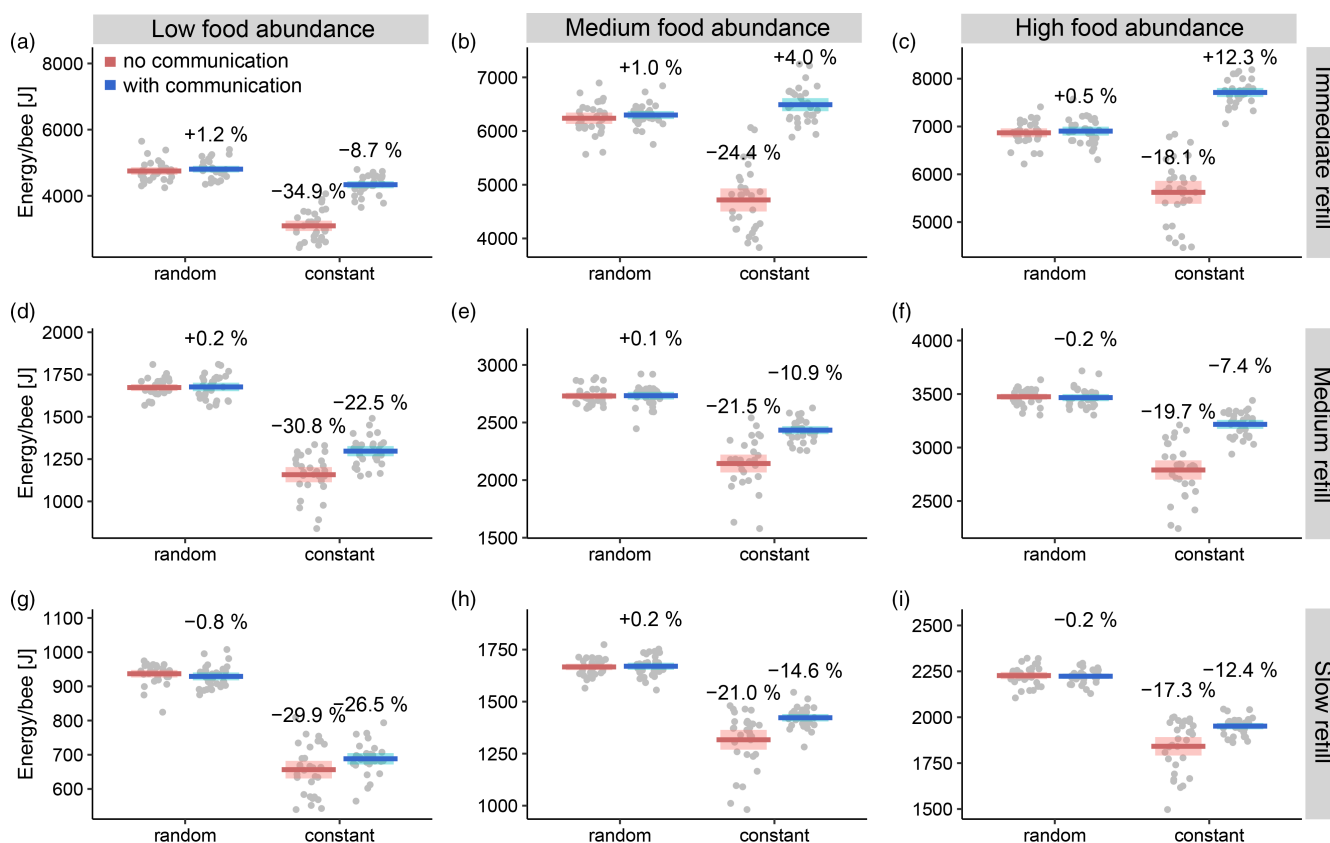 Low food abundance
Medium food abundance
High food abundance
(a)
(b)
(c)
no communication
with communication
Energy/bee [J]
8000
6000
4000
+1.2 %
−34.9 %
−8.7 %
random
constant
7000
6000
5000
4000
+1.0 %
−24.4 %
+4.0 %
random
constant
8000
7000
6000
5000
+0.5 %
−18.1 %
+12.3 %
random
constant
Immediate refill
(d)
(e)
(f)
Energy/bee [J]
2000
1750
1500
1250
1000
+0.2 %
−30.8 %
−22.5 %
random
constant
3000
2500
2000
1500
+0.1 %
−21.5 %
−10.9 %
random
constant
4000
3500
3000
2500
−0.2 %
−19.7 %
−7.4 %
random
constant
Medium refill
(g)
(h)
(i)
Energy/bee [J]
1100
1000
900
800
700
600
−0.8 %
−29.9 %
−26.5 %
random
constant
1750
1500
1250
1000
+0.2 %
−21.0 %
−14.6 %
random
constant
2500
2250
2000
1750
1500
−0.2 %
−17.3 %
−12.4 %
random
constant
Slow refill